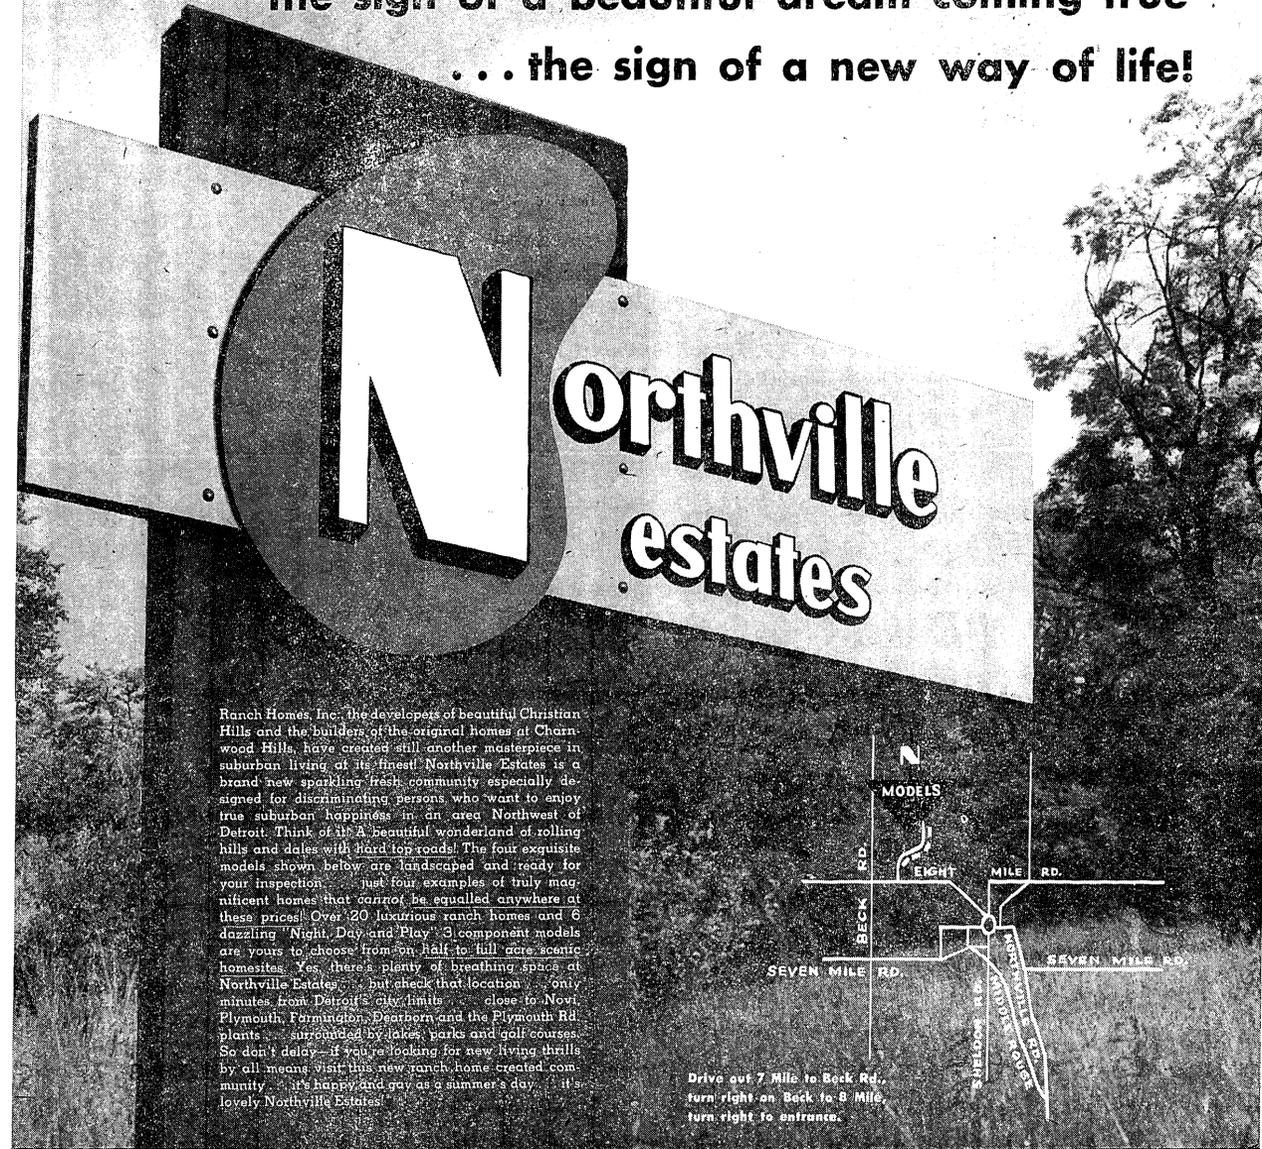 the sign of a beautiful dream coming true
. . . the sign of a new way of life!
Northville
estates
Ranch Homes, Inc., the developers of beautiful Christian
Hills and the builders of the original homes at Charn-
wood Hills, have created still another masterpiece in
suburban living at its finest! Northville Estates is a
brand new sparkling fresh community especially de-
signed for discriminating persons who want to enjoy
true suburban happiness in an area Northwest of
Detroit. Think of it! A beautiful wonderland of rolling
hills and dales with hard top roads! The four exquisite
models shown below are landscaped and ready for
your inspection . . . just four examples of truly mag-
nificent homes that cannot be equalled anywhere at
these prices! Over 20 luxurious ranch homes and 6
dazzling "Night, Day and Play" 3 component models
are yours to choose from on half to full acre scenic
homesites. Yes, there's plenty of breathing space at
Northville Estates . . . but check that location . . . only
minutes from Detroit's city limits . . . close to Novi,
Plymouth, Farmington, Dearborn and the Plymouth Rd.
plants . . . surrounded by lakes, parks and golf courses.
So don't delay—if you're looking for new living thrills
by all means visit this new ranch home created com-
munity . . . it's happy and gay as a summer's day . . . it's
lovely Northville Estates!
N
MODELS
EIGHT MILE RD.
BECK RD.
SEVEN MILE RD.
SEVEN MILE RD.
SHELDON RD.
NORTHVILLE RD.
MIDDLE ROUGE
Drive out 7 Mile to Beck Rd.,
turn right on Beck to 8 Mile,
turn right to entrance.